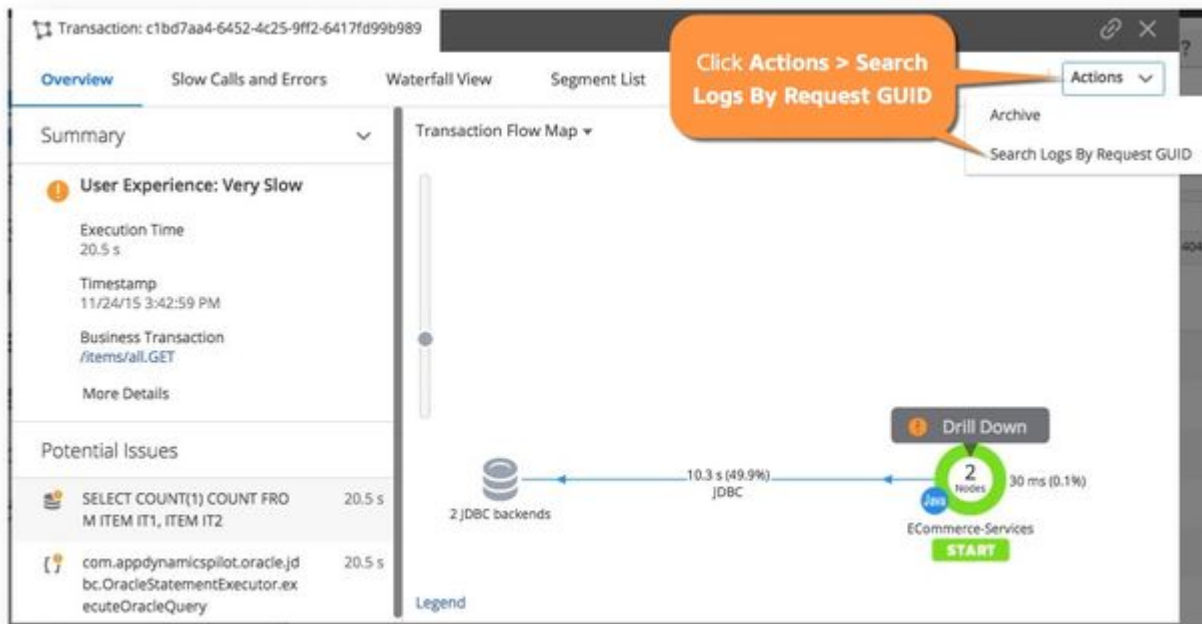 Transaction: c1bd7aa4-6452-4c25-9ff2-6417fd99b989
?
Overview
Slow Calls and Errors
Waterfall View
Segment List
Click Actions > Search
Logs By Request GUID
Actions
Archive
Search Logs By Request GUID
Summary
Transaction Flow Map
User Experience: Very Slow
Execution Time
20.5 s
404
Timestamp
11/24/15 3:42:59 PM
Business Transaction
/items/all.GET
More Details
Potential Issues
SELECT COUNT(1) COUNT FRO
M ITEM IT1, ITEM IT2
20.5 s
com.appdynamicspilot.oracle.jd
bc.OracleStatementExecutor.ex
ecuteOracleQuery
20.5 s
Drill Down
2 JDBC backends
10.3 s (49.9%)
JDBC
2
Nodes
Java
30 ms (0.1%)
ECommerce-Services
START
Legend